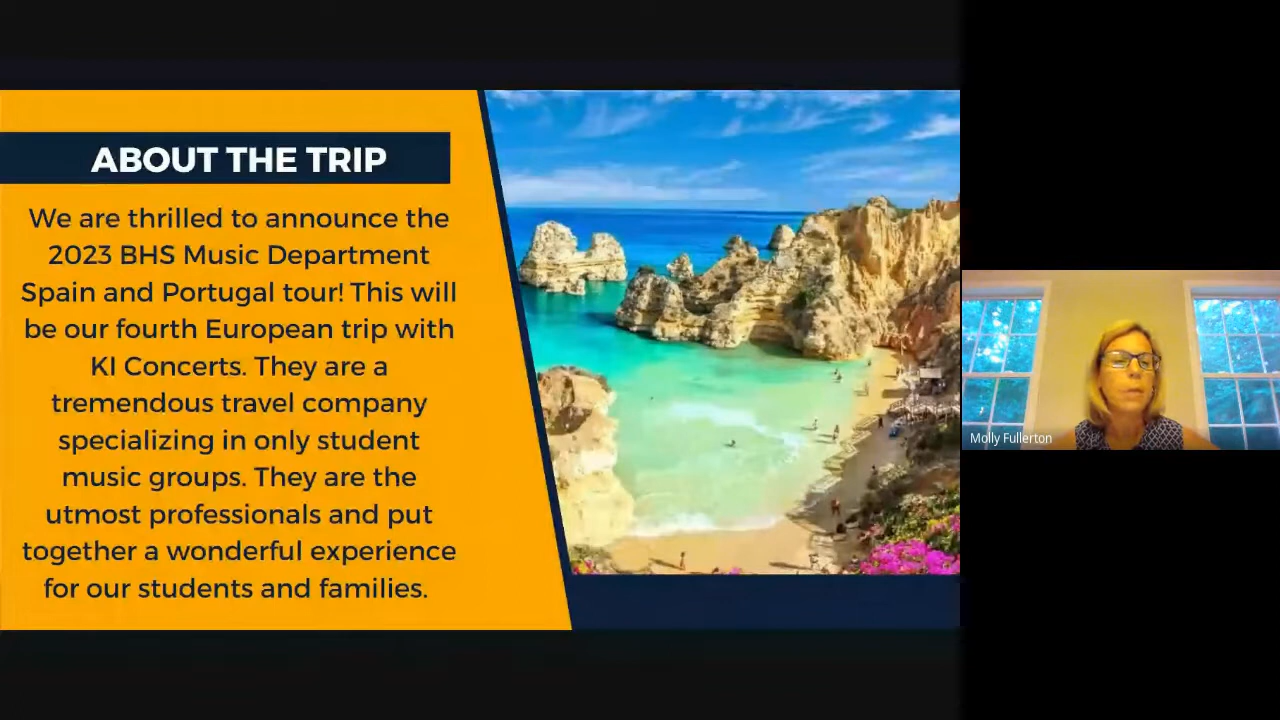 ABOUT THE TRIP
We are thrilled to announce the
2023 BHS Music Department
Spain and Portugal tour! This will
be our fourth European trip with
KI Concerts. They are a
tremendous travel company
specializing in only student
music groups. They are the
utmost professionals and put
together a wonderful experience
for our students and families.
Molly Fullerton